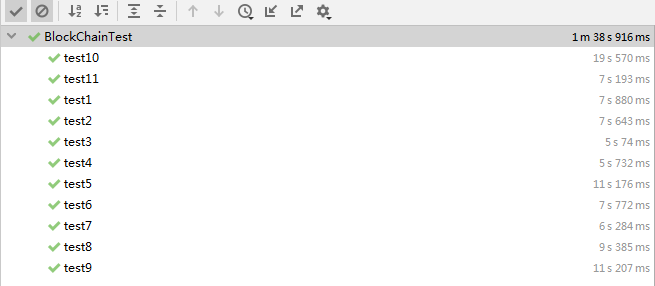 BlockChainTest 1 m 38 s 916 ms
test10 19 s 570 ms
test11 7 s 193 ms
test1 7 s 880 ms
test2 7 s 643 ms
test3 5 s 74 ms
test4 5 s 732 ms
test5 11 s 176 ms
test6 7 s 772 ms
test7 6 s 284 ms
test8 9 s 385 ms
test9 11 s 207 ms